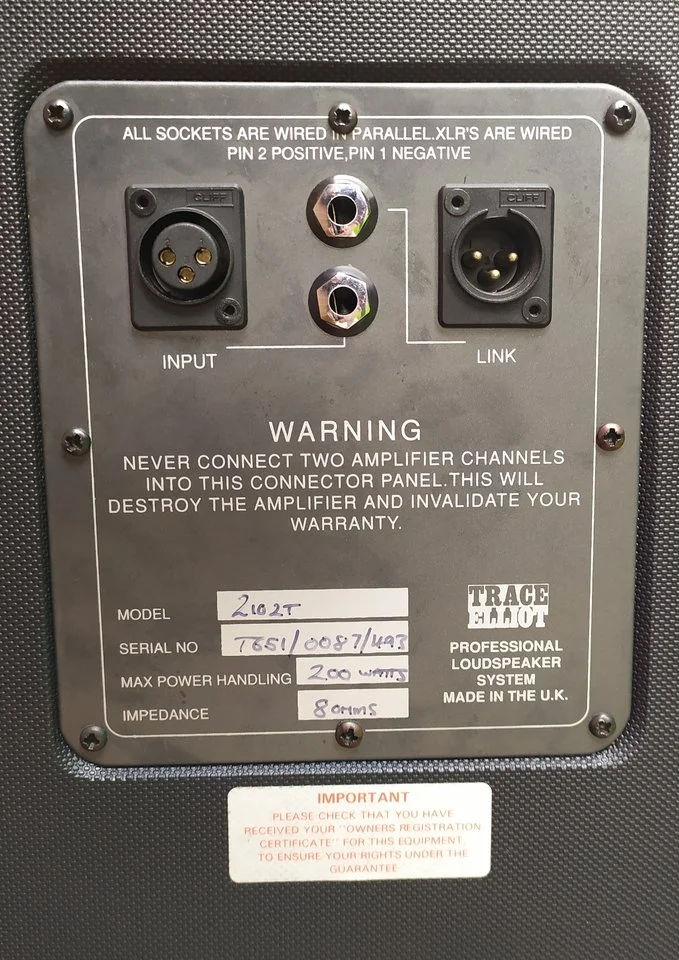 ALL SOCKETS ARE WIRED IN PARALLEL.XLR'S ARE WIRED
PIN 2 POSITIVE,PIN 1 NEGATIVE
CLIFF
CLIFF
INPUT
LINK
WARNING
NEVER CONNECT TWO AMPLIFIER CHANNELS
INTO THIS CONNECTOR PANEL.THIS WILL
DESTROY THE AMPLIFIER AND INVALIDATE YOUR
WARRANTY.
MODEL 2102T
SERIAL NO T651/0087/493
MAX POWER HANDLING 200 WATTS
IMPEDANCE 8 OHMS
TRACE
ELLIOT
PROFESSIONAL
LOUDSPEAKER
SYSTEM
MADE IN THE U.K.
IMPORTANT
PLEASE CHECK THAT YOU HAVE
RECEIVED YOUR "OWNERS REGISTRATION
CERTIFICATE" FOR THIS EQUIPMENT,
TO ENSURE YOUR RIGHTS UNDER THE
GUARANTEE